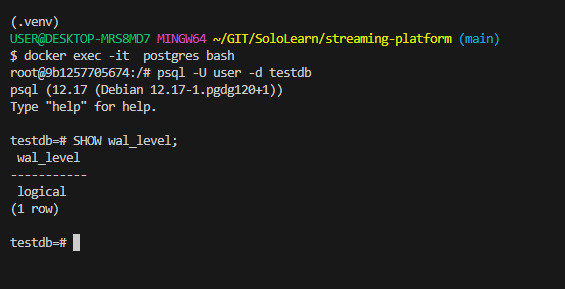 (.venv)
USER@DESKTOP-MRS8MD7 MINGW64 ~/GIT/SoloLearn/streaming-platform (main)
$ docker exec -it  postgres bash
root@9b1257705674:/# psql -U user -d testdb
psql (12.17 (Debian 12.17-1.pgdg120+1))
Type "help" for help.

testdb=# SHOW wal_level;
 wal_level
-----------
 logical
(1 row)

testdb=#